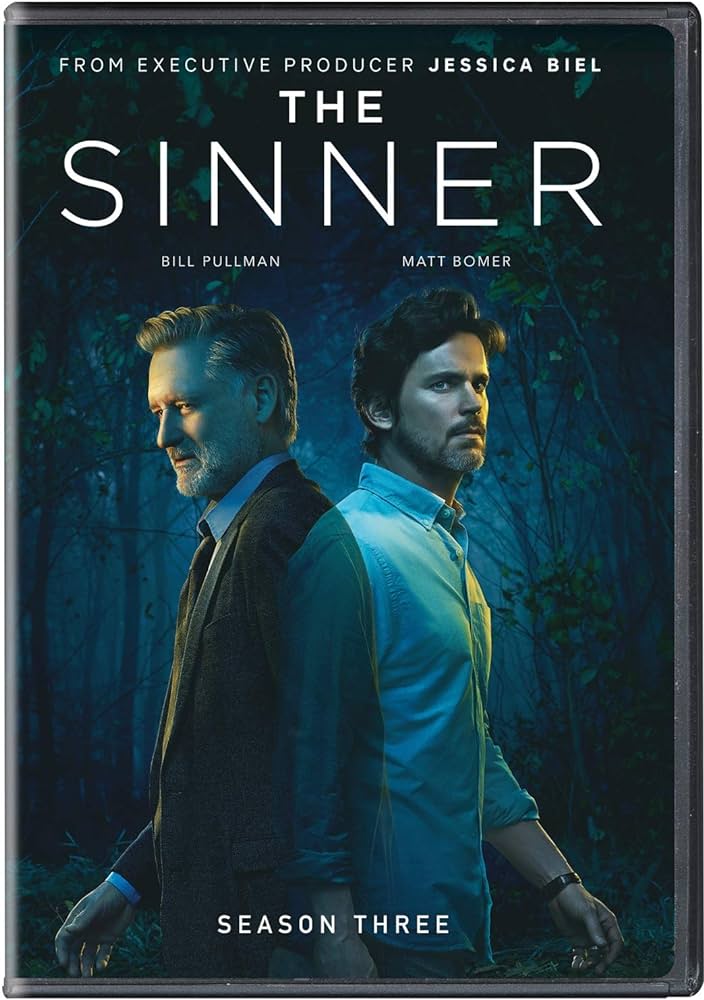 FROM EXECUTIVE PRODUCER JESSICA BIEL
THE
SINNER
BILL PULLMAN MATT BOMER
SEASON THREE